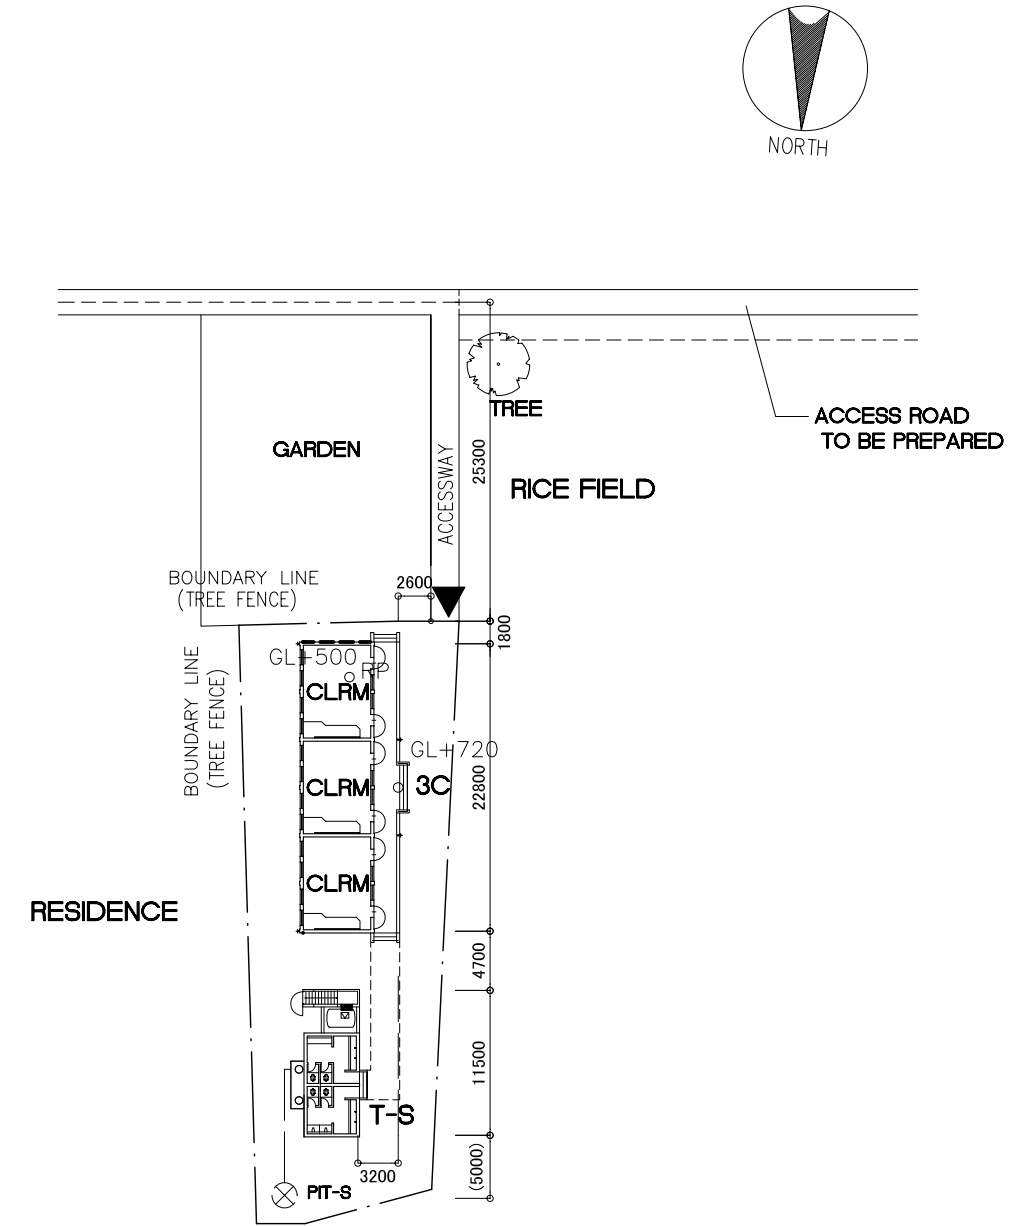 NORTH
TREE
ACCESS ROAD
TO BE PREPARED
GARDEN
ACCESSWAY
25300
RICE FIELD
BOUNDARY LINE
(TREE FENCE)
2600
1800
BOUNDARY LINE
(TREE FENCE)
GL+500
FP
CLRM
GL+720
CLRM
3C
22800
CLRM
RESIDENCE
4700
11500
T-S
(5000)
3200
PIT-S